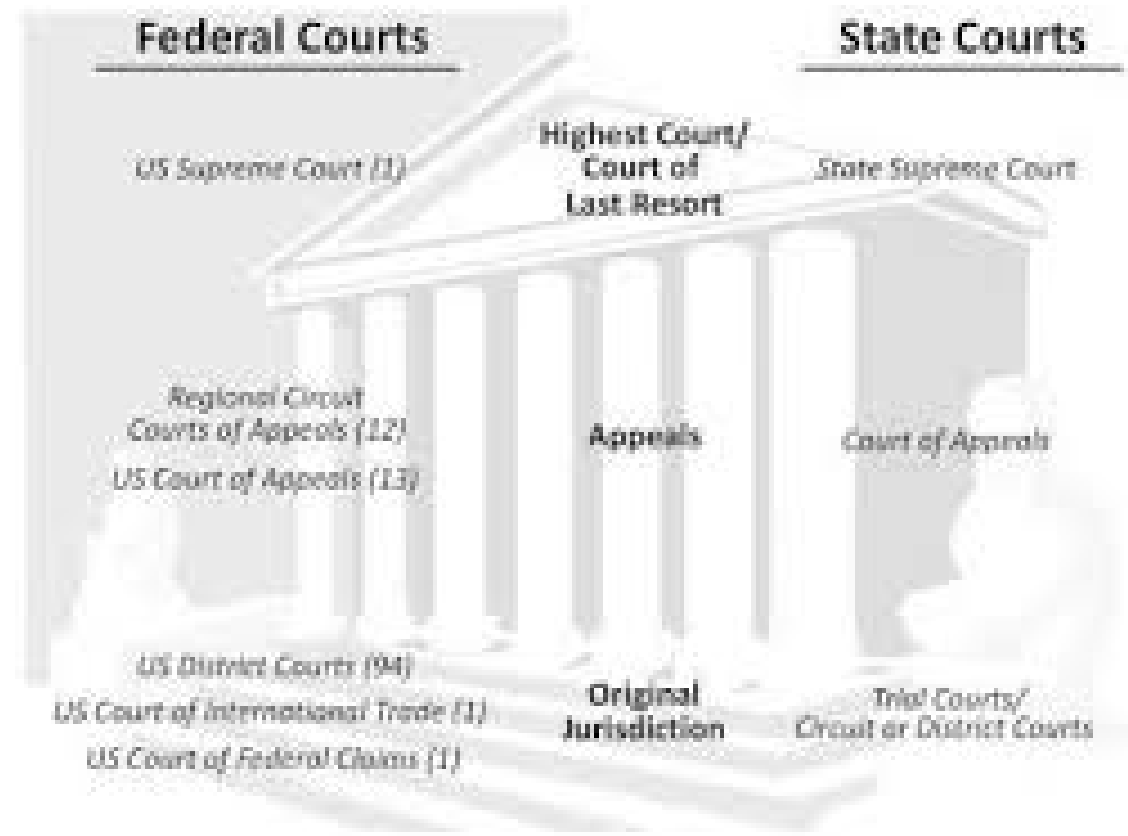 Federal Courts
State Courts
US Supreme Court (1)
Highest Court/
Court of
Last Resort
State Supreme Court
Regional Circuit
Courts of Appeals (12)
US Court of Appeals (13)
Appeals
Court of Appeals
US District Courts (94)
US Court of International Trade (1)
US Court of Federal Claims (1)
Original
Jurisdiction
Trial Courts/
Circuit or District Courts